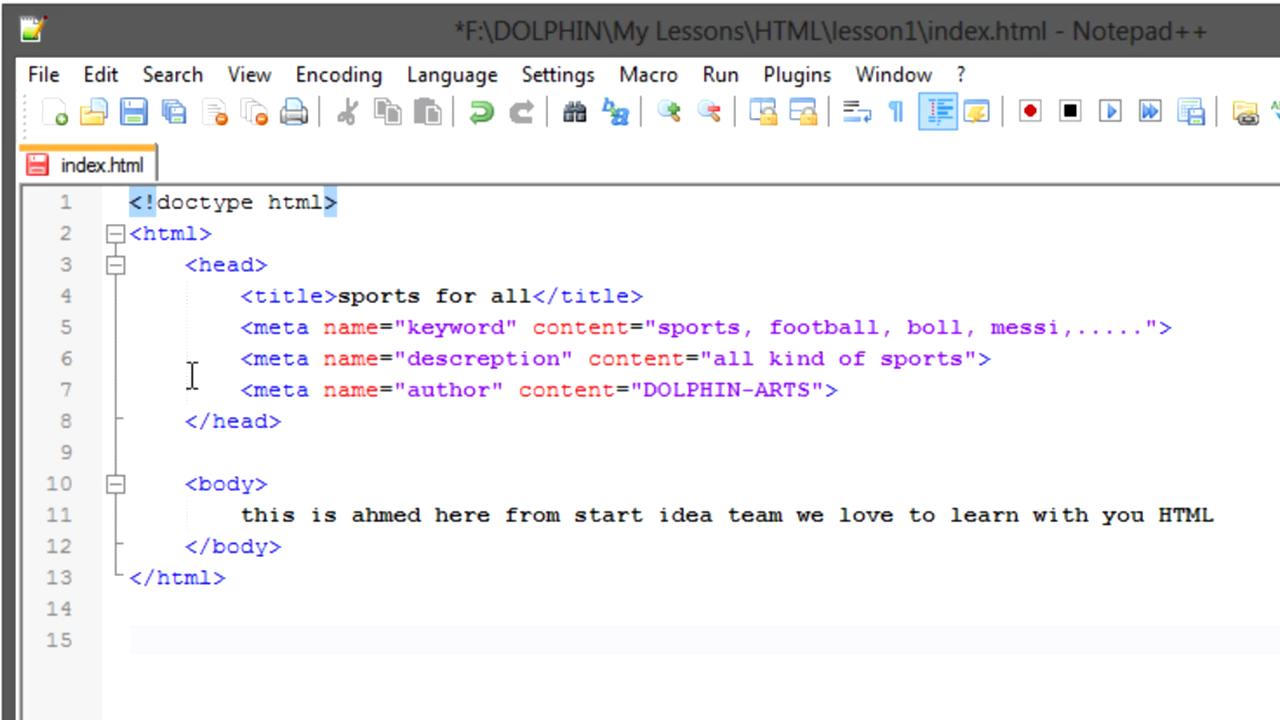 *F:\DOLPHIN\My Lessons\HTML\lesson1\index.html - Notepad++
File Edit Search View Encoding Language Settings Macro Run Plugins Window ?
index.html
1 <!doctype html>
2 <html>
3 <head>
4 <title>sports for all</title>
5 <meta name="keyword" content="sports, football, boll, messi,.....">
6 <meta name="descreption" content="all kind of sports">
7 <meta name="author" content="DOLPHIN-ARTS">
8 </head>
9
10 <body>
11 this is ahmed here from start idea team we love to learn with you HTML
12 </body>
13 </html>
14
15